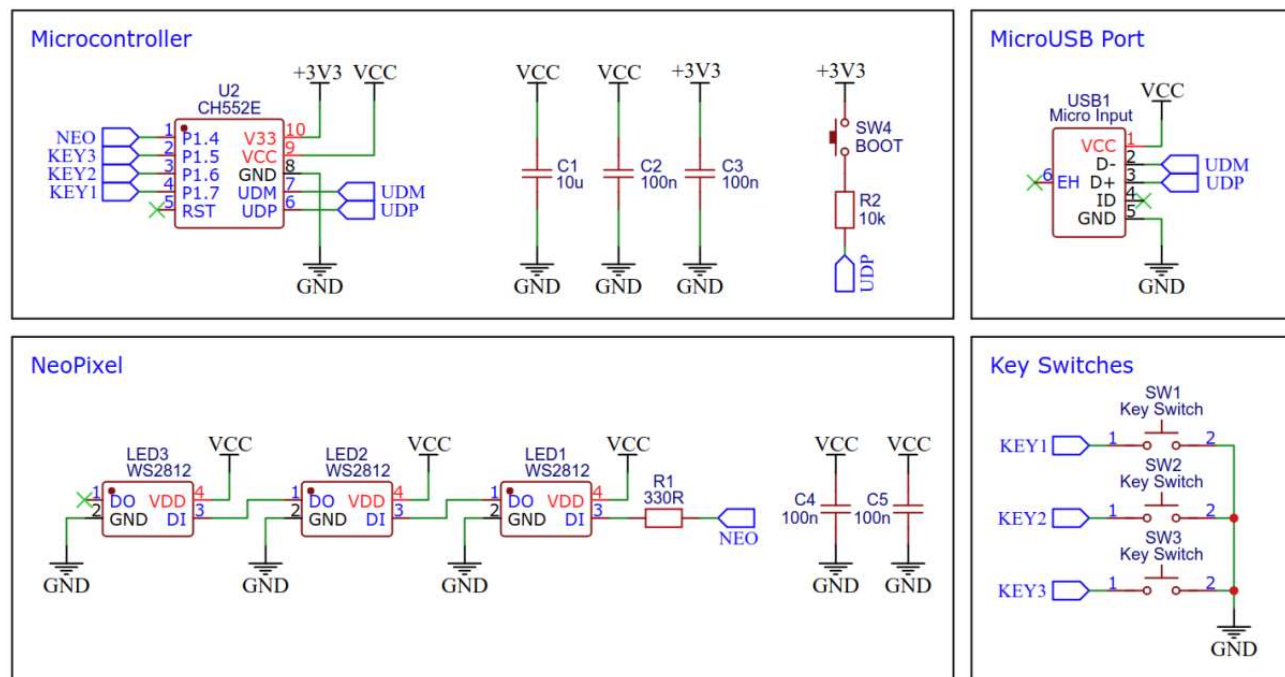 Microcontroller
U2
CH552E
+3V3 VCC
NEO 1 P1.4 V33 10
KEY3 2 P1.5 VCC 9
KEY2 3 P1.6 GND 8
KEY1 4 P1.7 UDM 7 UDM
5 RST UDP 6 UDP
GND
VCC
C1
10u
GND
VCC
C2
100n
GND
+3V3
C3
100n
GND
+3V3
SW4
BOOT
R2
10k
UDP
MicroUSB Port
USB1
Micro Input
VCC
VCC 1
D- 2 UDM
6 EH D+ 3 UDP
ID 4
GND 5
GND
NeoPixel
LED3
WS2812
VCC
1 DO VDD 4
2 GND DI 3
GND
LED2
WS2812
VCC
1 DO VDD 4
2 GND DI 3
GND
LED1
WS2812
VCC
1 DO VDD 4
2 GND DI 3
GND
R1
330R
NEO
VCC
C4
100n
GND
VCC
C5
100n
GND
Key Switches
SW1
Key Switch
KEY1 1 2
SW2
Key Switch
KEY2 1 2
SW3
Key Switch
KEY3 1 2
GND